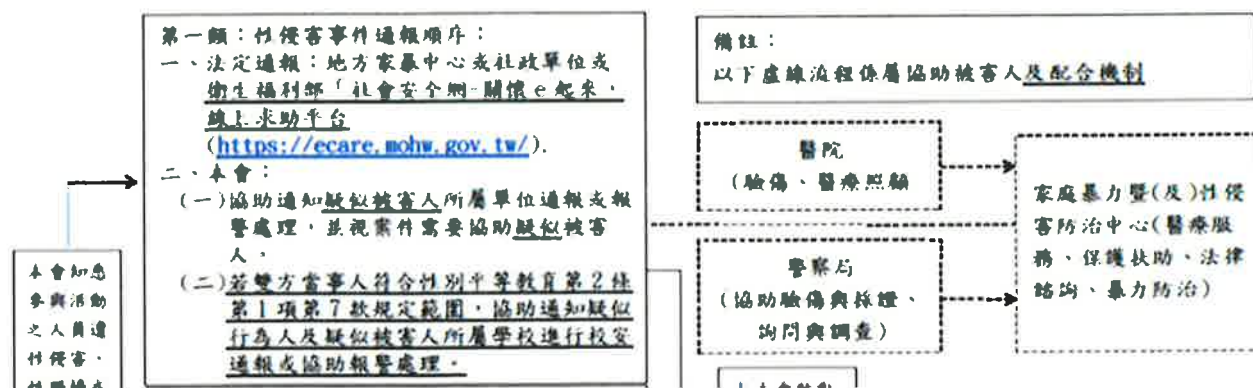 第一類：性侵害事件通報順序：
一、法定通報：地方家暴中心或社政單位或
衛生福利部「社會安全網-關懷e起來，
線上求助平台
(https://ecare.mohw.gov.tw/).
二、本會：
(一)協助通知疑似被害人所屬單位通報或報
警處理，並視案件需要協助疑似被害
人。
(二)若雙方當事人符合性別平等教育第2條
第1項第7款規定範圍，協助通知疑似
行為人及疑似被害人所屬學校進行校安
通報或協助報警處理。
備註：
以下虛線流程係屬協助被害人及配合機制
醫院
(驗傷、醫療照顧
警察局
(協助驗傷與採證、
詢問與調查)
家庭暴力暨(及)性侵
害防治中心(醫療服
務、保護扶助、法律
諮詢、暴力防治)
本會知悉
參與活動
之人員遭
性侵害、